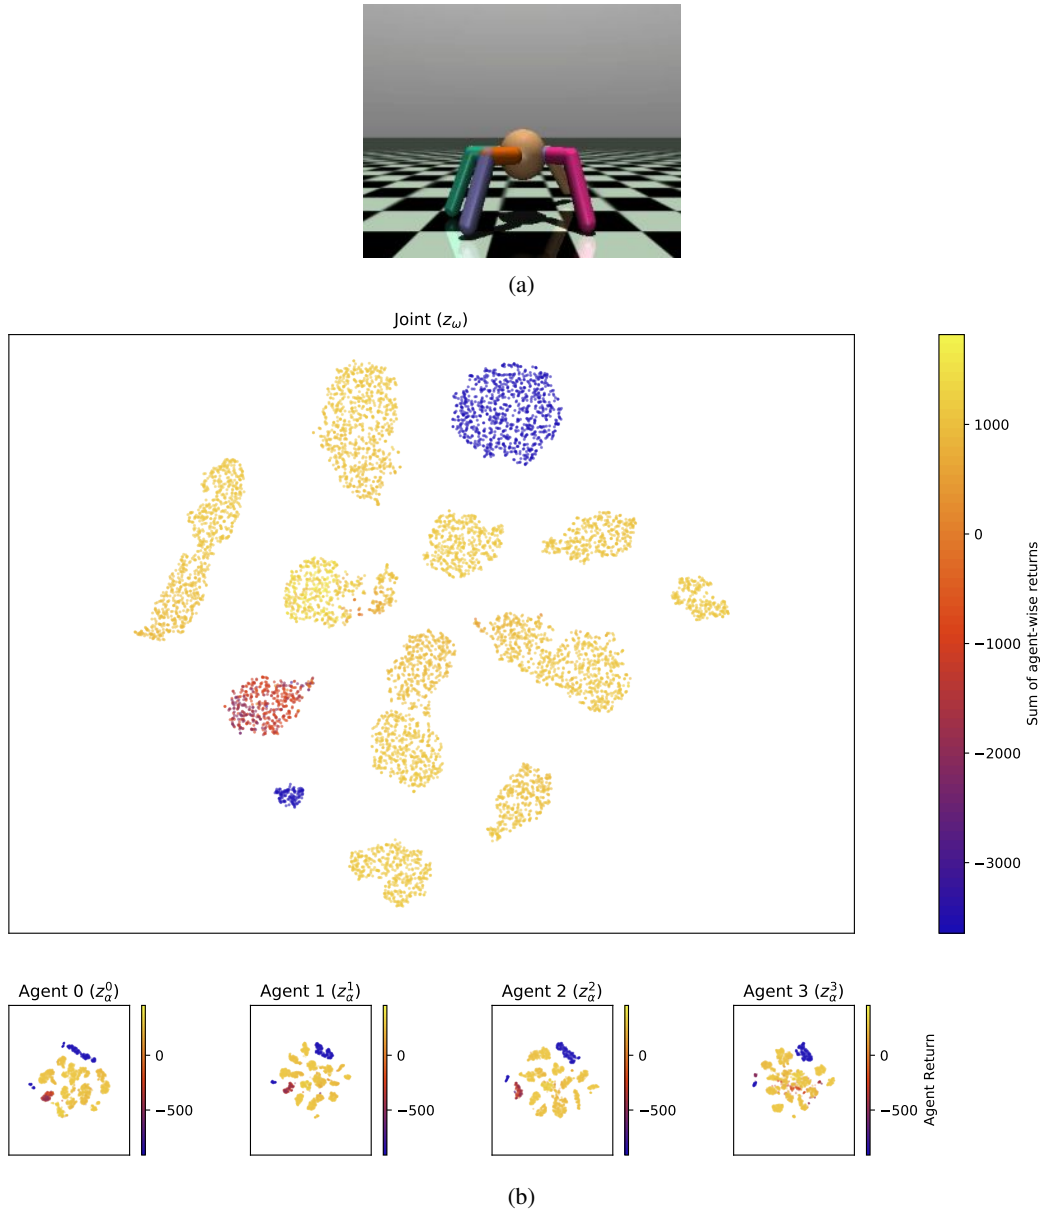 (a)
Joint (z_ω)
1000
0
−1000
−2000
−3000
Sum of agent-wise returns
Agent 0 (z_α^0)
0
−500
Agent 1 (z_α^1)
0
−500
Agent 2 (z_α^2)
0
−500
Agent 3 (z_α^3)
0
−500
Agent Return
(b)